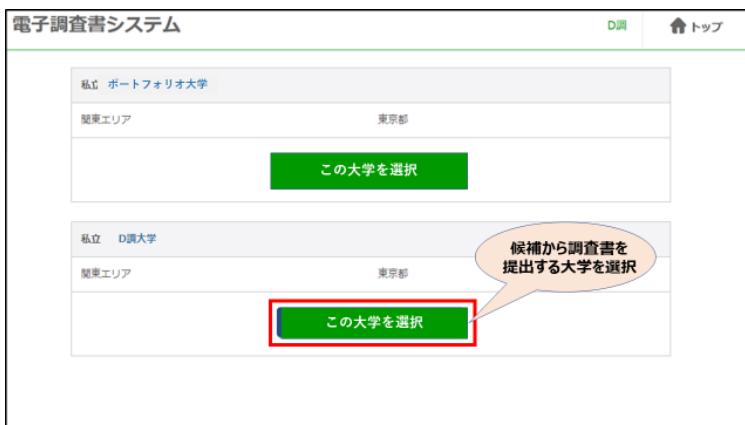 電子調査書システム
D調
トップ
私立 ポートフォリオ大学
関東エリア 東京都
この大学を選択
私立 D調大学
関東エリア 東京都
候補から調査書を
提出する大学を選択
この大学を選択